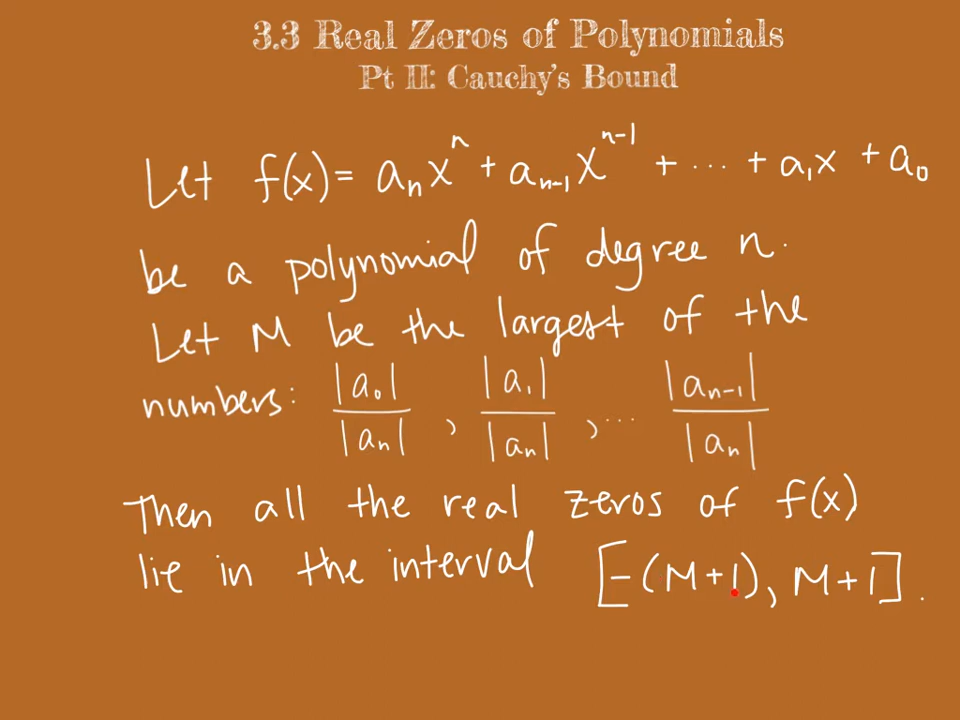 3.3 Real Zeros of Polynomials
Pt II: Cauchy's Bound
Let f(x) = aₙxⁿ + aₙ₋₁xⁿ⁻¹ + ⋯ + a₁x + a₀
be a polynomial of degree n.
Let M be the largest of the
numbers: |a₀|/|aₙ| , |a₁|/|aₙ| , ⋯ |aₙ₋₁|/|aₙ|
Then all the real zeros of f(x)
lie in the interval [-(M+1), M+1].